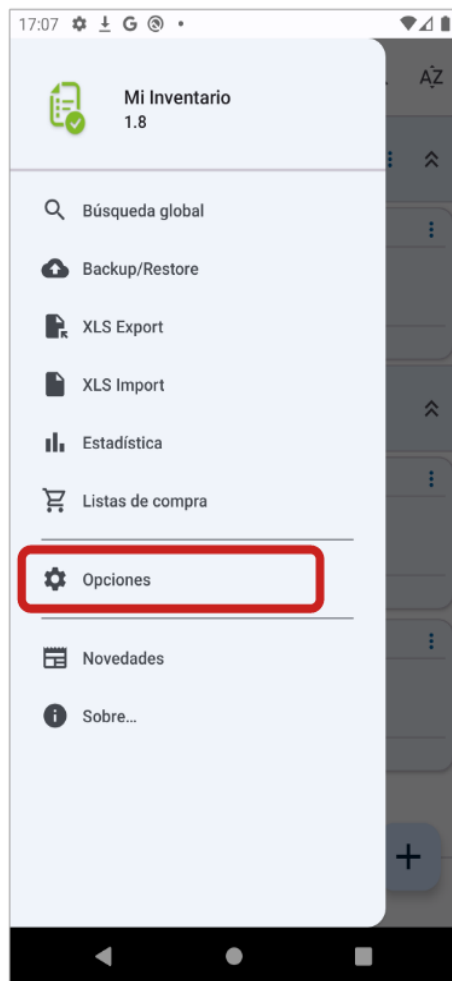 17:07
Mi Inventario
1.8
AZ
Búsqueda global
Backup/Restore
XLS Export
XLS Import
Estadística
Listas de compra
Opciones
Novedades
Sobre...